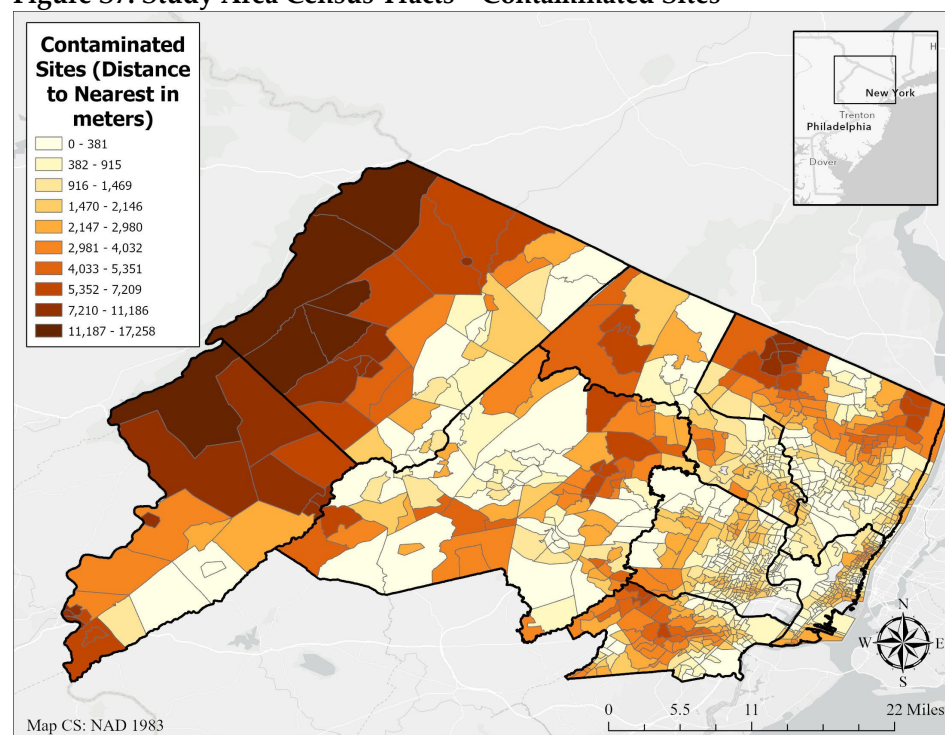 Figure S7. Study Area Census Tracts – Contaminated Sites
Contaminated
Sites (Distance
to Nearest in
meters)
0 - 381
382 - 915
916 - 1,469
1,470 - 2,146
2,147 - 2,980
2,981 - 4,032
4,033 - 5,351
5,352 - 7,209
7,210 - 11,186
11,187 - 17,258
H
New York
Trenton
Philadelphia
Dover
N
W E
S
0 5.5 11 22 Miles
Map CS: NAD 1983